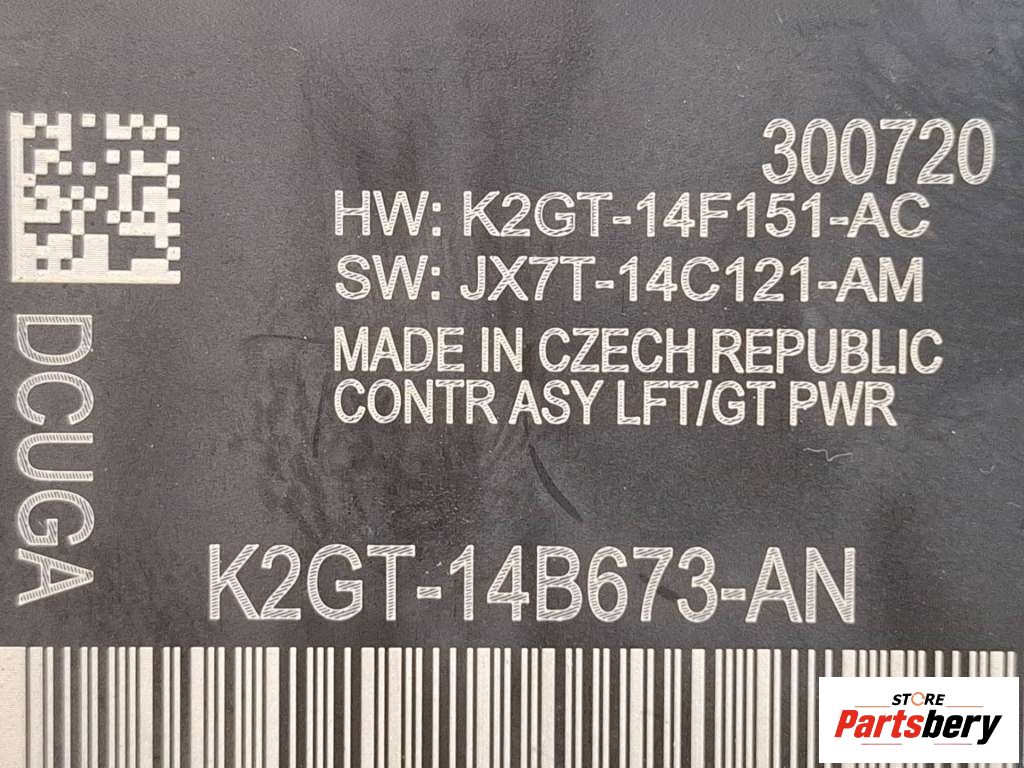 300720
HW: K2GT-14F151-AC
SW: JX7T-14C121-AM
MADE IN CZECH REPUBLIC
CONTR ASY LFT/GT PWR
DCUGA
K2GT-14B673-AN
STORE
Partsbery